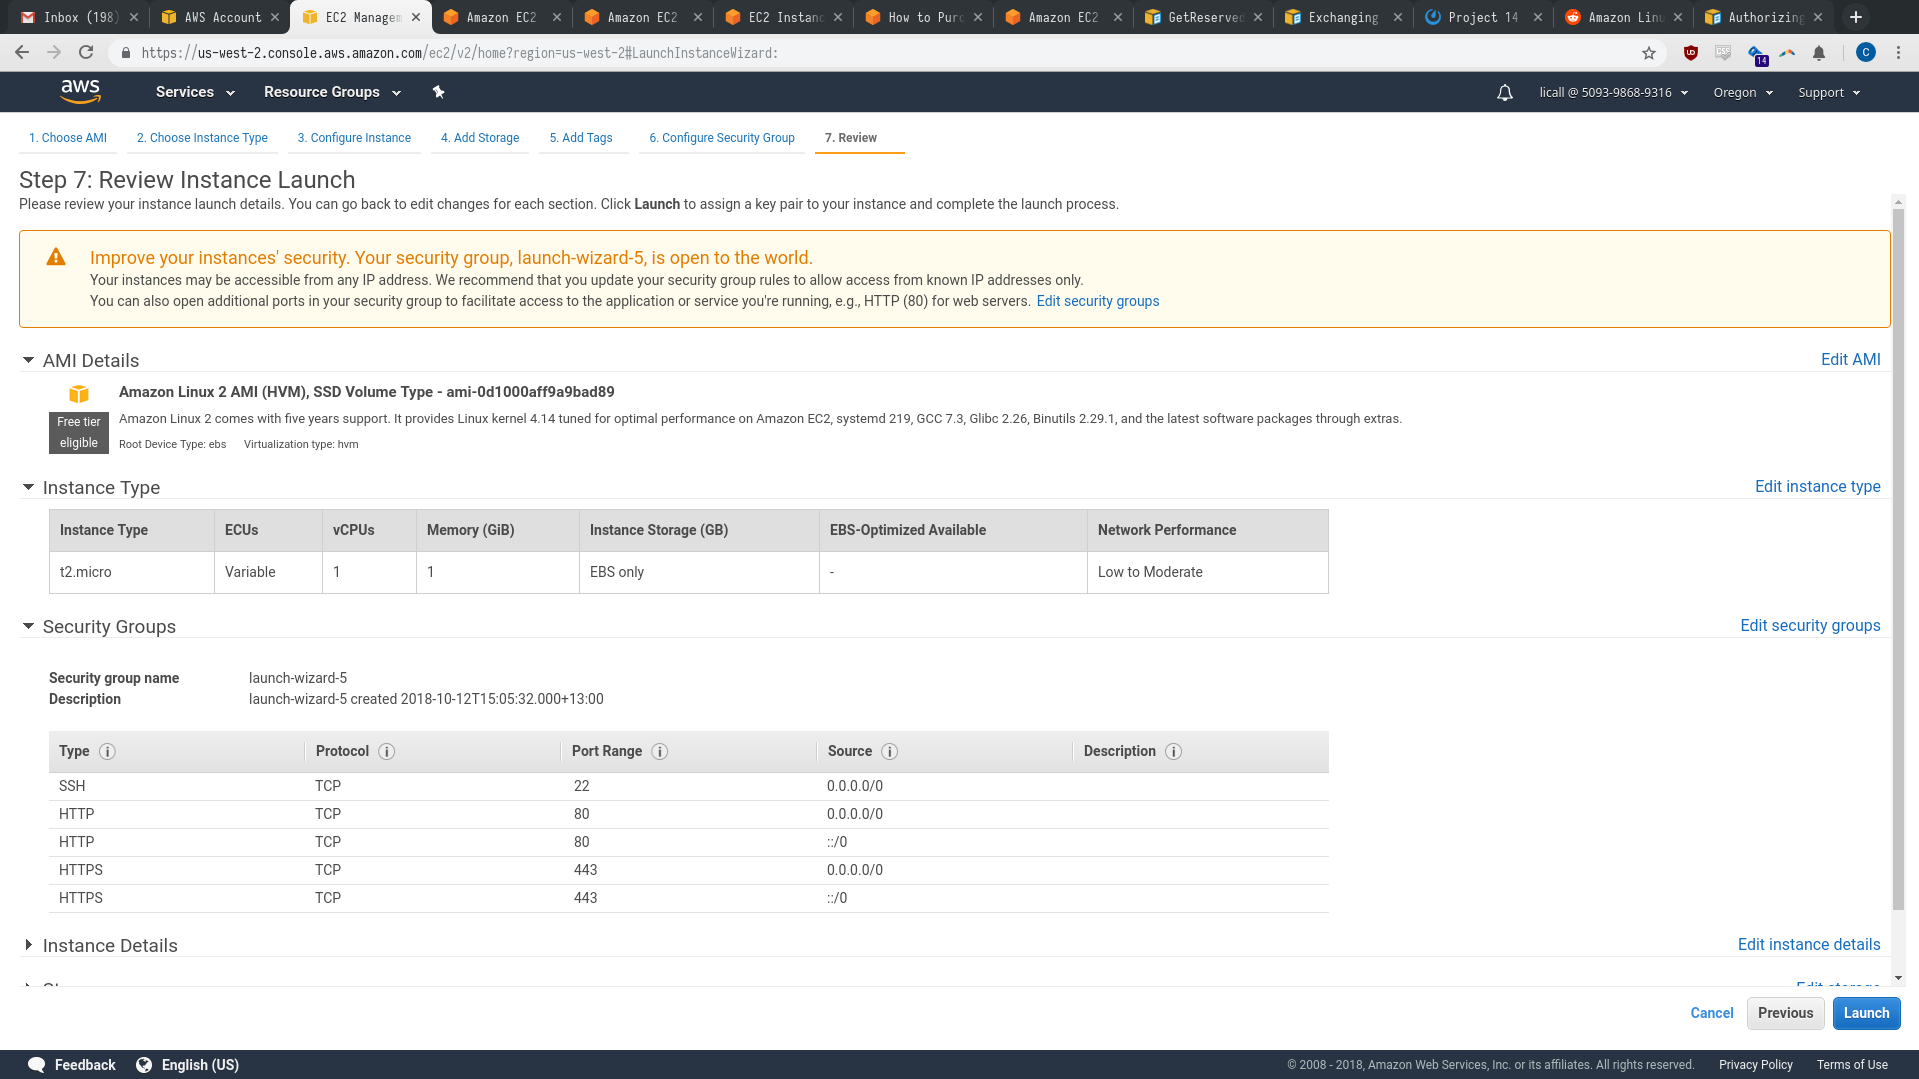 Inbox (198)
AWS Account
EC2 Managem
Amazon EC2
Amazon EC2
EC2 Instanc
How to Purc
Amazon EC2
GetReserved
Exchanging
Project 14
Amazon Linu
Authorizing
https://us-west-2.console.aws.amazon.com/ec2/v2/home?region=us-west-2#LaunchInstanceWizard:
14
C
aws
Services
Resource Groups
licall @ 5093-9868-9316
Oregon
Support
1. Choose AMI
2. Choose Instance Type
3. Configure Instance
4. Add Storage
5. Add Tags
6. Configure Security Group
7. Review
Step 7: Review Instance Launch
Please review your instance launch details. You can go back to edit changes for each section. Click Launch to assign a key pair to your instance and complete the launch process.
Improve your instances' security. Your security group, launch-wizard-5, is open to the world.
Your instances may be accessible from any IP address. We recommend that you update your security group rules to allow access from known IP addresses only.
You can also open additional ports in your security group to facilitate access to the application or service you're running, e.g., HTTP (80) for web servers. Edit security groups
AMI Details
Edit AMI
Amazon Linux 2 AMI (HVM), SSD Volume Type - ami-0d1000aff9a9bad89
Free tier
eligible
Amazon Linux 2 comes with five years support. It provides Linux kernel 4.14 tuned for optimal performance on Amazon EC2, systemd 219, GCC 7.3, Glibc 2.26, Binutils 2.29.1, and the latest software packages through extras.
Root Device Type: ebs Virtualization type: hvm
Instance Type
Edit instance type
Instance Type ECUs vCPUs Memory (GiB) Instance Storage (GB) EBS-Optimized Available Network Performance
t2.micro Variable 1 1 EBS only - Low to Moderate
Security Groups
Edit security groups
Security group name launch-wizard-5
Description launch-wizard-5 created 2018-10-12T15:05:32.000+13:00
Type Protocol Port Range Source Description
SSH TCP 22 0.0.0.0/0
HTTP TCP 80 0.0.0.0/0
HTTP TCP 80 ::/0
HTTPS TCP 443 0.0.0.0/0
HTTPS TCP 443 ::/0
Instance Details
Edit instance details
Edit storage
Cancel
Previous
Launch
Feedback
English (US)
© 2008 - 2018, Amazon Web Services, Inc. or its affiliates. All rights reserved.
Privacy Policy
Terms of Use